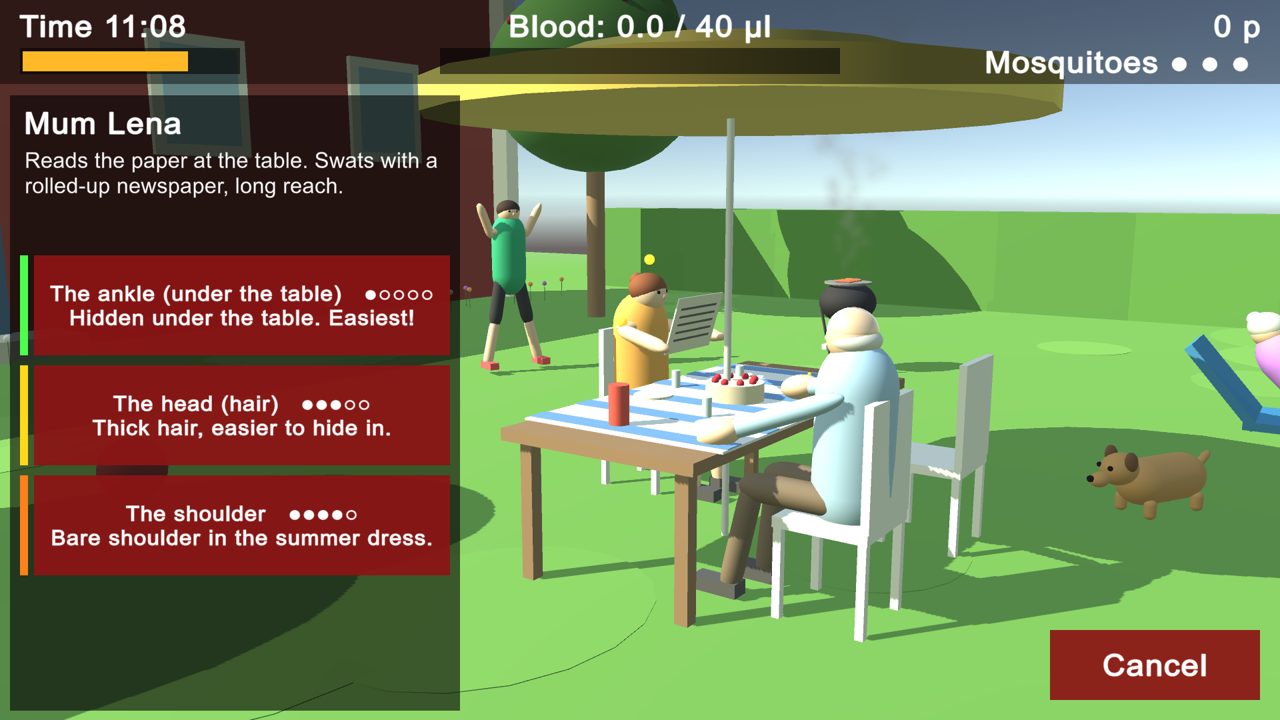 Time 11:08
Blood: 0.0 / 40 µl
0 p
Mosquitoes
Mum Lena
Reads the paper at the table. Swats with a
rolled-up newspaper, long reach.
The ankle (under the table) ●○○○○
Hidden under the table. Easiest!
The head (hair) ●●●○○
Thick hair, easier to hide in.
The shoulder ●●●●○
Bare shoulder in the summer dress.
Cancel